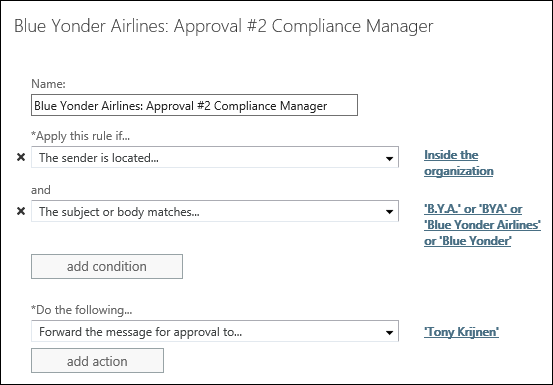 Blue Yonder Airlines: Approval #2 Compliance Manager
Name:
Blue Yonder Airlines: Approval #2 Compliance Manager
*Apply this rule if...
The sender is located...
Inside the
organization
and
The subject or body matches...
'B.Y.A.' or 'BYA' or
'Blue Yonder Airlines'
or 'Blue Yonder'
add condition
*Do the following...
Forward the message for approval to...
'Tony Krijnen'
add action